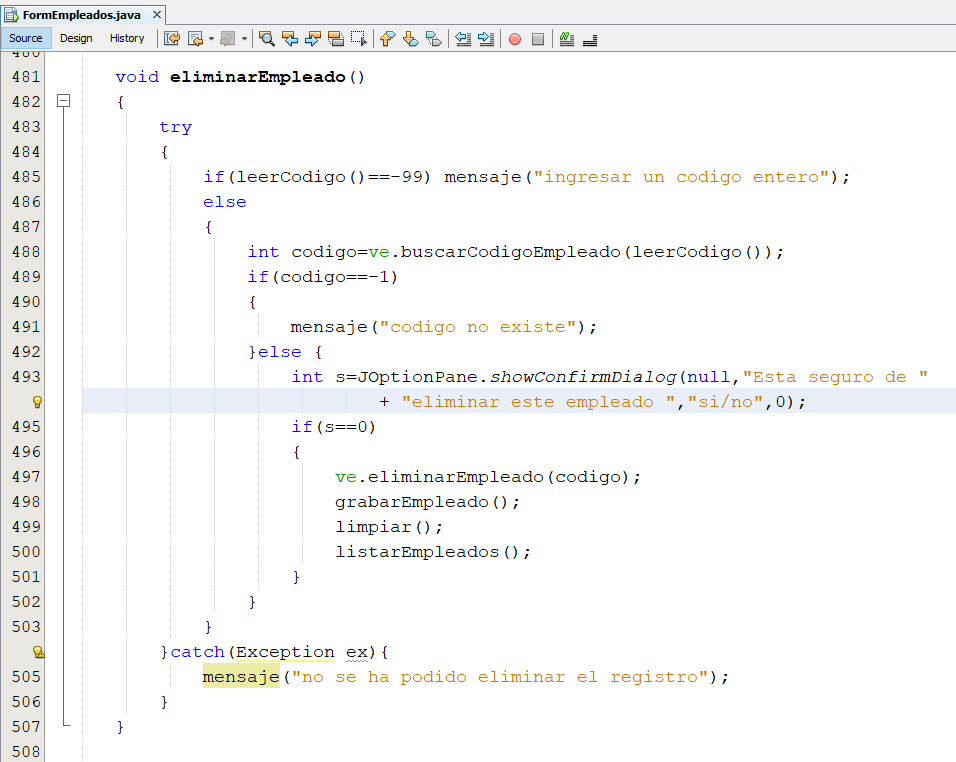 FormEmpleados.java
Source Design History
480
481 void eliminarEmpleado()
482 {
483 try
484 {
485 if(leerCodigo()==-99) mensaje("ingresar un codigo entero");
486 else
487 {
488 int codigo=ve.buscarCodigoEmpleado(leerCodigo());
489 if(codigo==-1)
490 {
491 mensaje("codigo no existe");
492 }else {
493 int s=JOptionPane.showConfirmDialog(null,"Esta seguro de "
+ "eliminar este empleado ","si/no",0);
495 if(s==0)
496 {
497 ve.eliminarEmpleado(codigo);
498 grabarEmpleado();
499 limpiar();
500 listarEmpleados();
501 }
502 }
503 }
}catch(Exception ex){
505 mensaje("no se ha podido eliminar el registro");
506 }
507 }
508